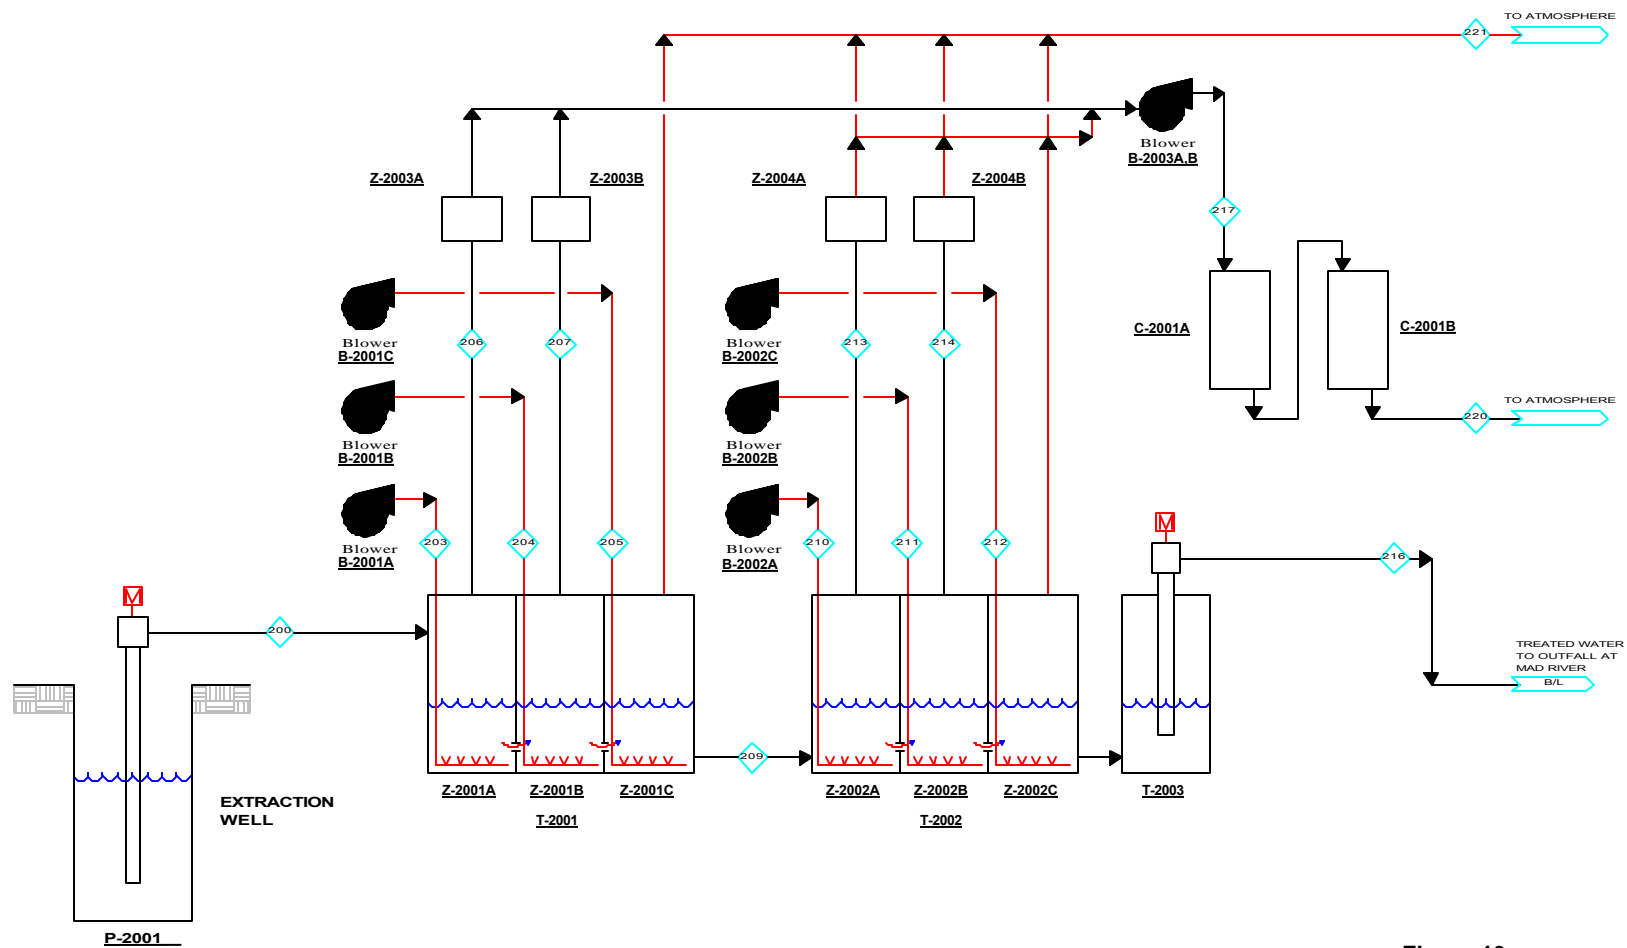 TO ATMOSPHERE
221
Blower
B-2003A,B
Z-2003A
Z-2003B
Z-2004A
Z-2004B
217
Blower
B-2001C
206
207
Blower
B-2002C
213
214
C-2001A
C-2001B
TO ATMOSPHERE
220
Blower
B-2001B
Blower
B-2002B
Blower
B-2001A
203
204
205
Blower
B-2002A
210
211
212
M
216
M
200
TREATED WATER
TO OUTFALL AT
MAD RIVER
B/L
209
Z-2001A
Z-2001B
Z-2001C
T-2001
Z-2002A
Z-2002B
Z-2002C
T-2002
T-2003
EXTRACTION
WELL
P-2001